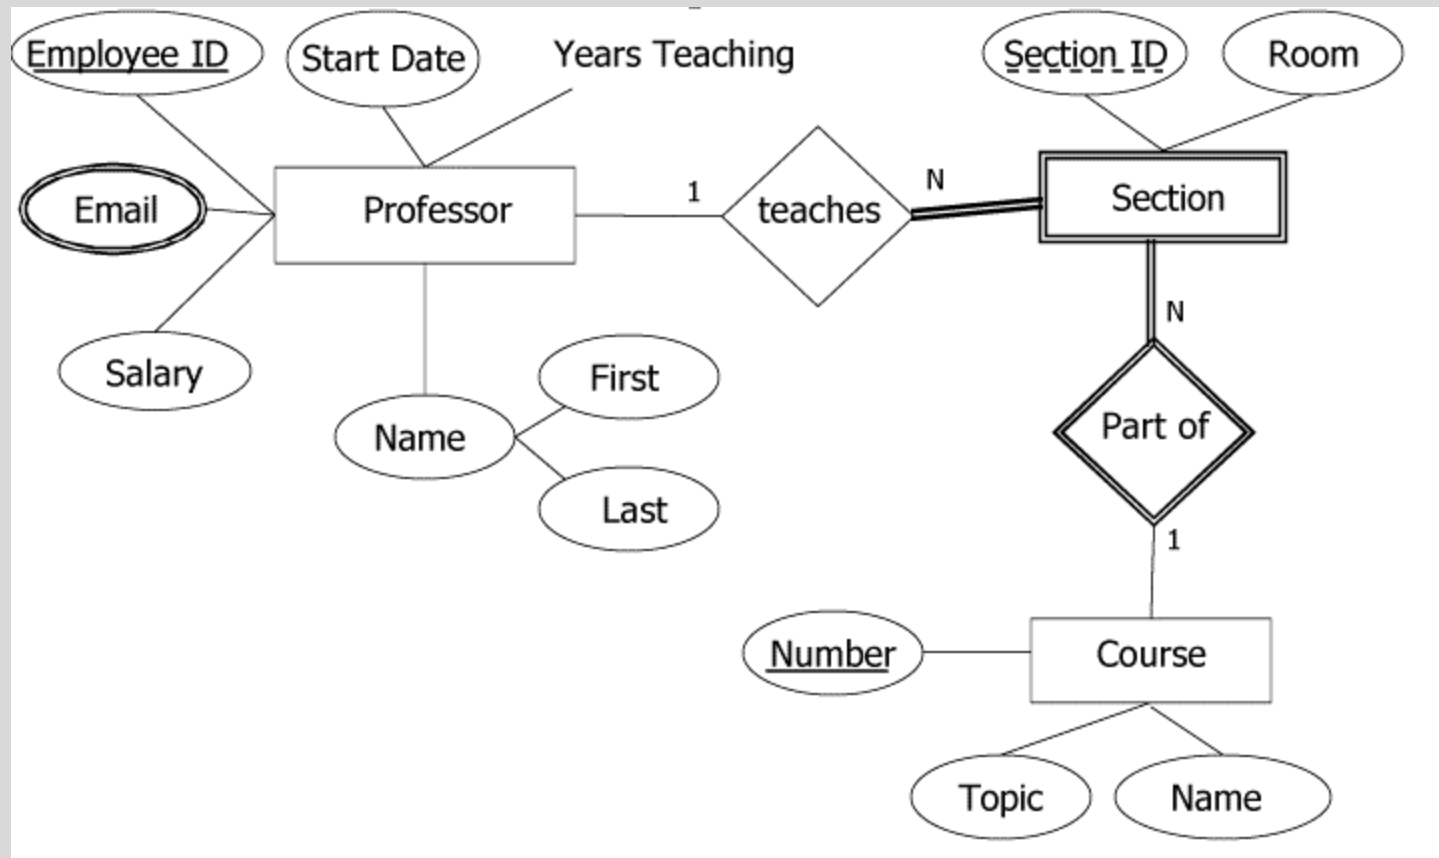 Employee ID
Start Date
Years Teaching
Section ID
Room
Email
Professor
1
teaches
N
Section
N
Salary
Name
First
Last
Part of
1
Number
Course
Topic
Name